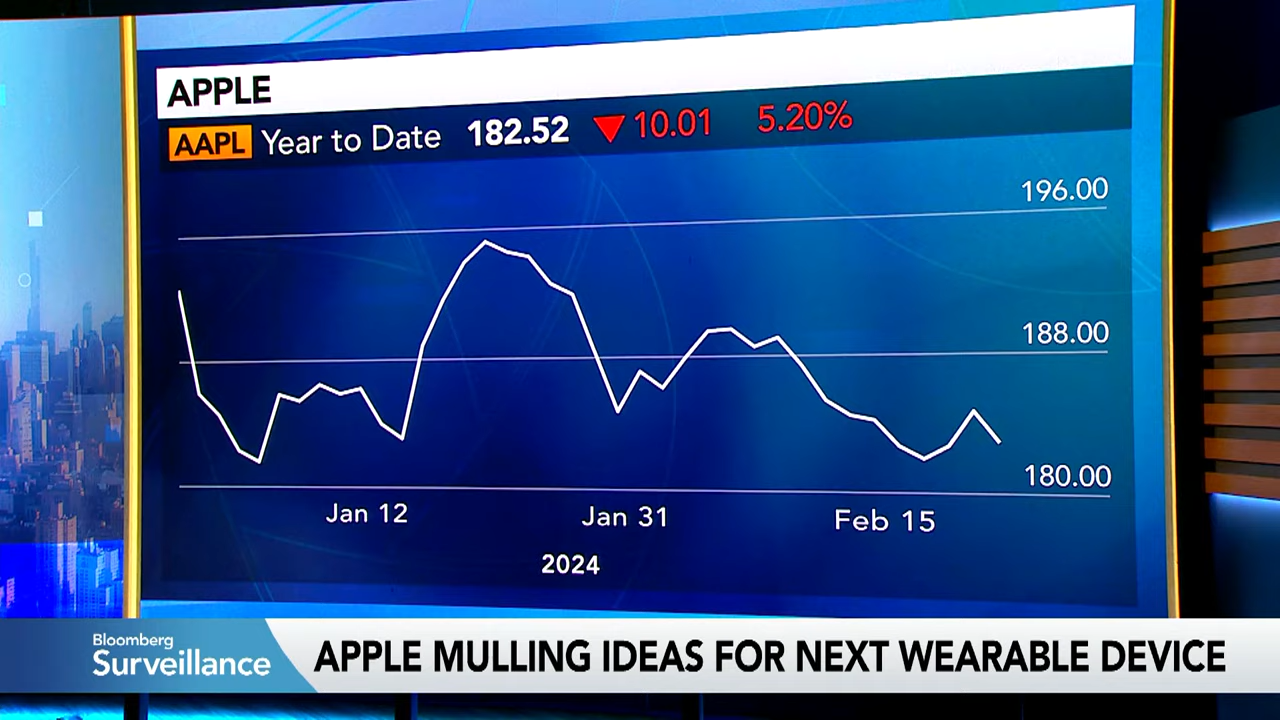 APPLE
AAPL Year to Date 182.52 ▼10.01 5.20%
196.00
188.00
180.00
Jan 12 Jan 31 Feb 15
2024
Bloomberg
Surveillance
APPLE MULLING IDEAS FOR NEXT WEARABLE DEVICE